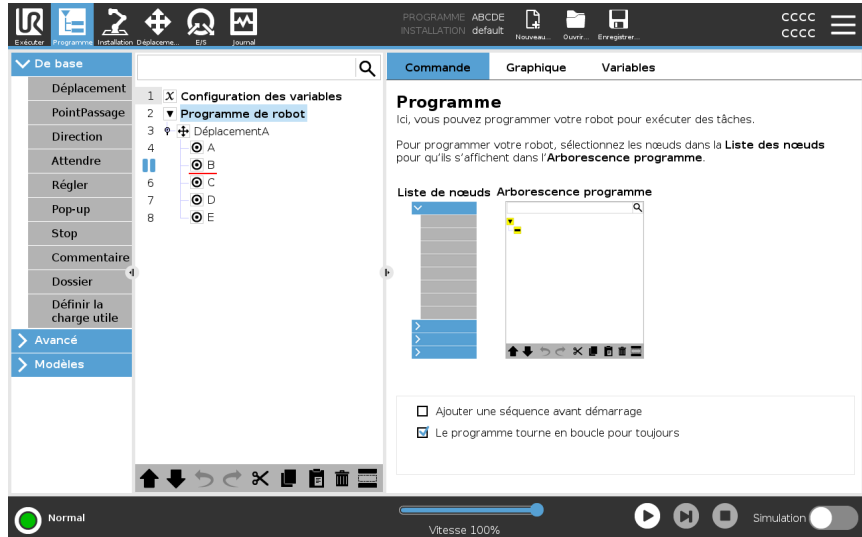 UR
Exécuter
Programme
Installation
Déplaceme...
E/S
Journal
PROGRAMME ABCDE
INSTALLATION default
Nouveau...
Ouvrir...
Enregistrer...
CCCC
CCCC
De base
Déplacement
PointPassage
Direction
Attendre
Régler
Pop-up
Stop
Commentaire
Dossier
Définir la
charge utile
Avancé
Modèles
1 X Configuration des variables
2 Programme de robot
3 DéplacementA
4 A
B
6 C
7 D
8 E
Commande Graphique Variables
Programme
Ici, vous pouvez programmer votre robot pour exécuter des tâches.
Pour programmer votre robot, sélectionnez les nœuds dans la Liste des nœuds
pour qu'ils s'affichent dans l'Arborescence programme.
Liste de nœuds Arborescence programme
Ajouter une séquence avant démarrage
Le programme tourne en boucle pour toujours
Normal
Vitesse 100%
Simulation